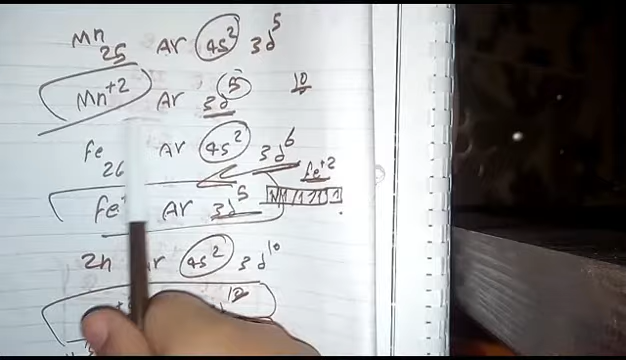 Mn 25 Ar 4s² 3d⁵
Mn⁺² Ar 3d⁵ 10
Fe 26 Ar 4s² 3d⁶
Fe⁺²
Fe Ar 3d⁵
Zn Ar 4s² 3d¹⁰
10